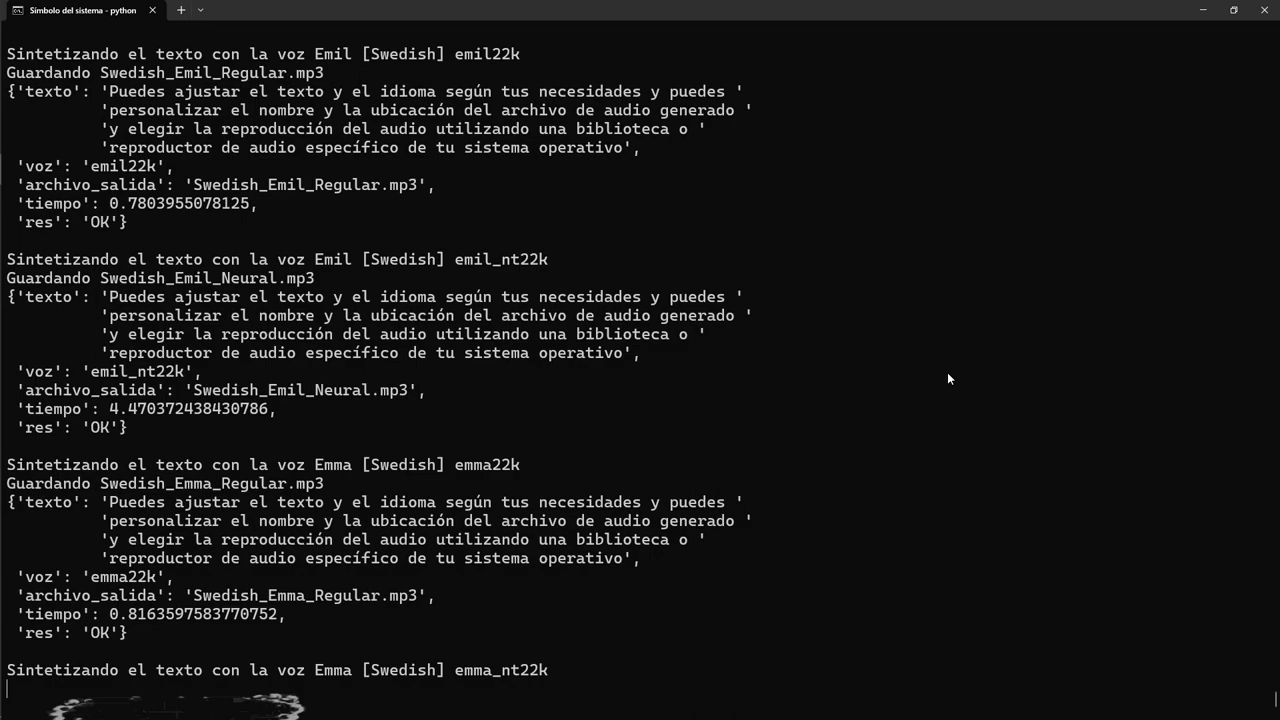 Símbolo del sistema - python
Sintetizando el texto con la voz Emil [Swedish] emil22k
Guardando Swedish_Emil_Regular.mp3
{'texto': 'Puedes ajustar el texto y el idioma según tus necesidades y puedes '
'personalizar el nombre y la ubicación del archivo de audio generado '
'y elegir la reproducción del audio utilizando una biblioteca o '
'reproductor de audio específico de tu sistema operativo',
'voz': 'emil22k',
'archivo_salida': 'Swedish_Emil_Regular.mp3',
'tiempo': 0.7803955078125,
'res': 'OK'}
Sintetizando el texto con la voz Emil [Swedish] emil_nt22k
Guardando Swedish_Emil_Neural.mp3
{'texto': 'Puedes ajustar el texto y el idioma según tus necesidades y puedes '
'personalizar el nombre y la ubicación del archivo de audio generado '
'y elegir la reproducción del audio utilizando una biblioteca o '
'reproductor de audio específico de tu sistema operativo',
'voz': 'emil_nt22k',
'archivo_salida': 'Swedish_Emil_Neural.mp3',
'tiempo': 4.470372438430786,
'res': 'OK'}
Sintetizando el texto con la voz Emma [Swedish] emma22k
Guardando Swedish_Emma_Regular.mp3
{'texto': 'Puedes ajustar el texto y el idioma según tus necesidades y puedes '
'personalizar el nombre y la ubicación del archivo de audio generado '
'y elegir la reproducción del audio utilizando una biblioteca o '
'reproductor de audio específico de tu sistema operativo',
'voz': 'emma22k',
'archivo_salida': 'Swedish_Emma_Regular.mp3',
'tiempo': 0.8163597583770752,
'res': 'OK'}
Sintetizando el texto con la voz Emma [Swedish] emma_nt22k